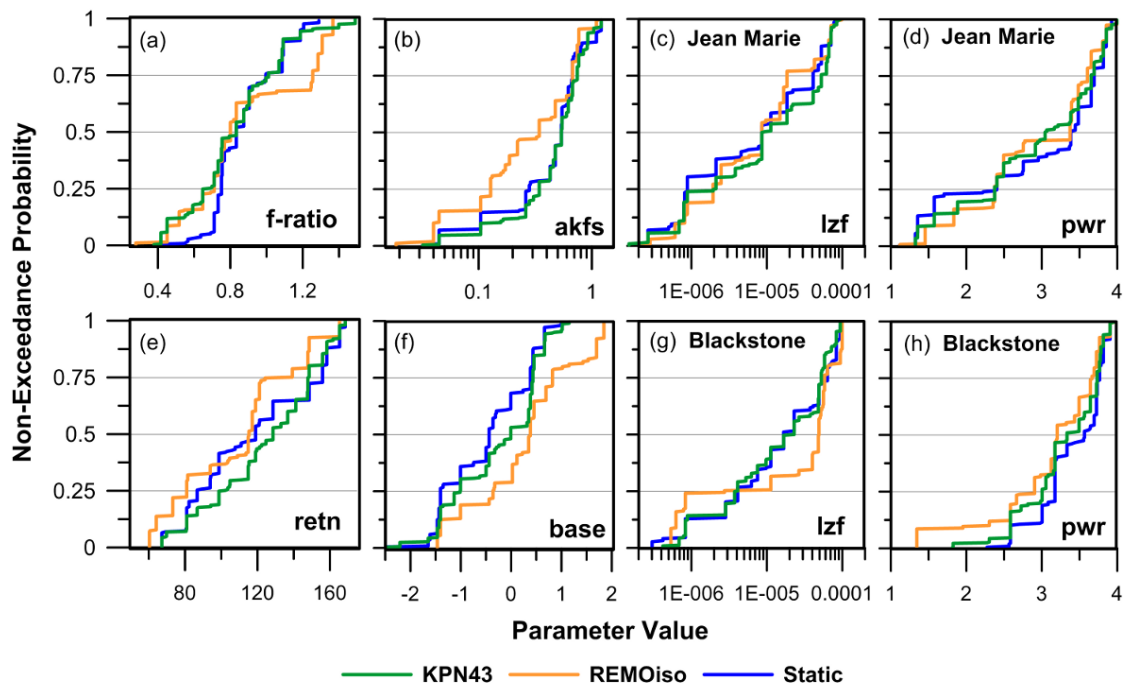 Non-Exceedance Probability
1
0.75
0.5
0.25
0
(a)
f-ratio
0.4 0.8 1.2
(b)
akfs
0.1 1
(c) Jean Marie
lzf
1E-006 1E-005 0.0001
(d) Jean Marie
pwr
1 2 3 4
1
0.75
0.5
0.25
0
(e)
retn
80 120 160
(f)
base
-2 -1 0 1 2
(g) Blackstone
lzf
1E-006 1E-005 0.0001
(h) Blackstone
pwr
1 2 3 4
Parameter Value
KPN43 REMOiso Static